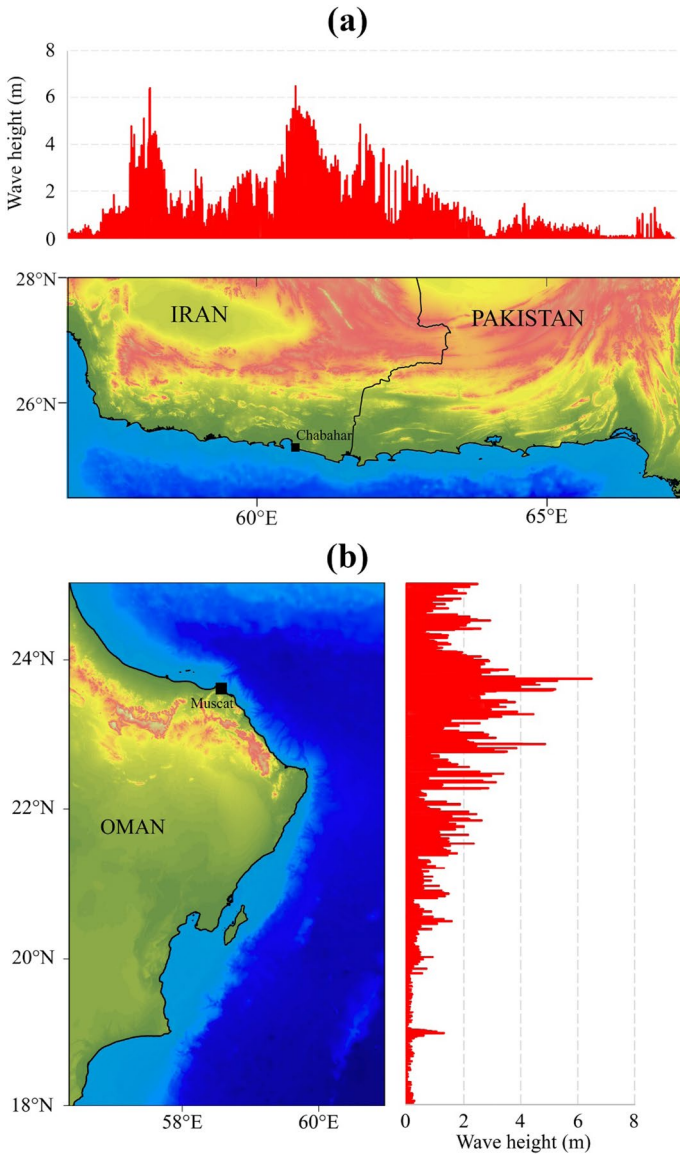 (a)
8
6
4
2
0
Wave height (m)
28°N
26°N
IRAN
PAKISTAN
Chabahar
60°E
65°E
(b)
24°N
22°N
20°N
18°N
Muscat
OMAN
58°E
60°E
0
2
4
6
8
Wave height (m)